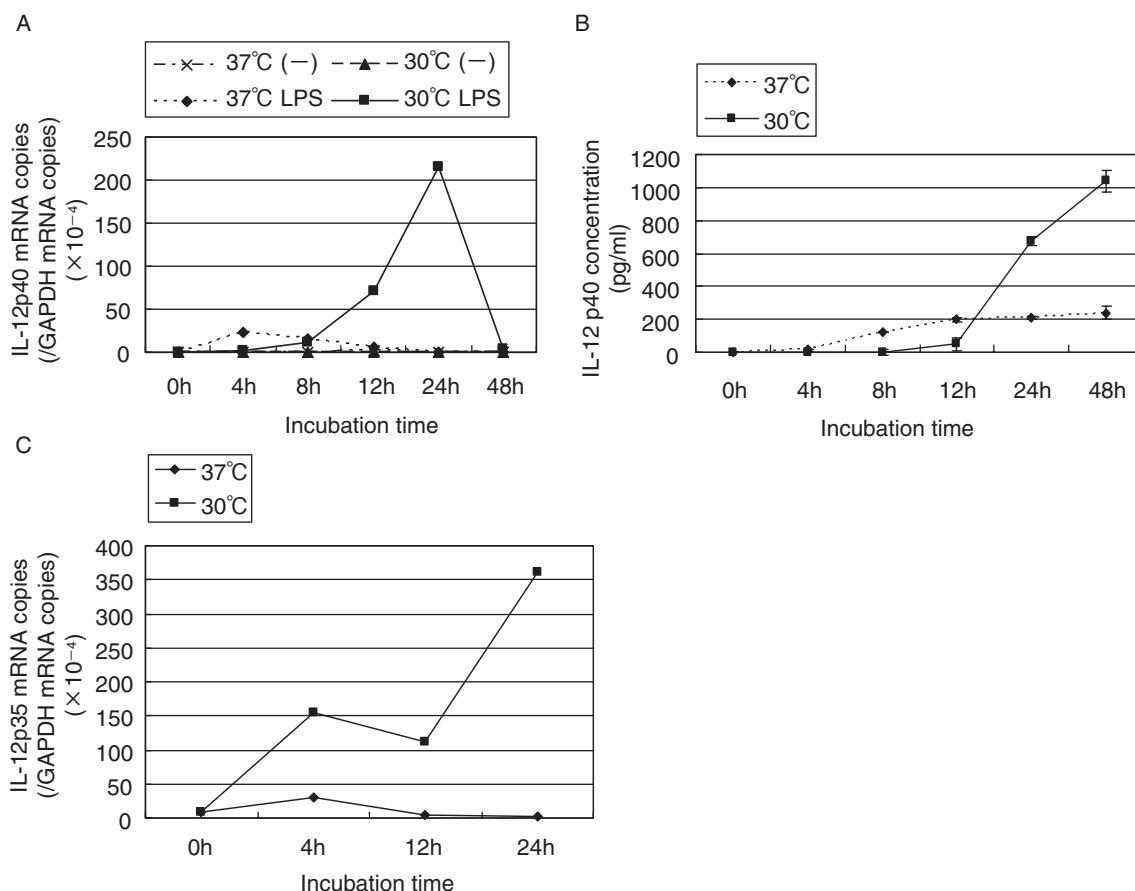 A
37℃ (—) 30℃ (—)
37℃ LPS 30℃ LPS
IL-12p40 mRNA copies
(/GAPDH mRNA copies)
(×10⁻⁴)
250
200
150
100
50
0
0h 4h 8h 12h 24h 48h
Incubation time
B
37℃
30℃
IL-12 p40 concentration
(pg/ml)
1200
1000
800
600
400
200
0
0h 4h 8h 12h 24h 48h
Incubation time
C
37℃
30℃
IL-12p35 mRNA copies
(/GAPDH mRNA copies)
(×10⁻⁴)
400
350
300
250
200
150
100
50
0
0h 4h 12h 24h
Incubation time